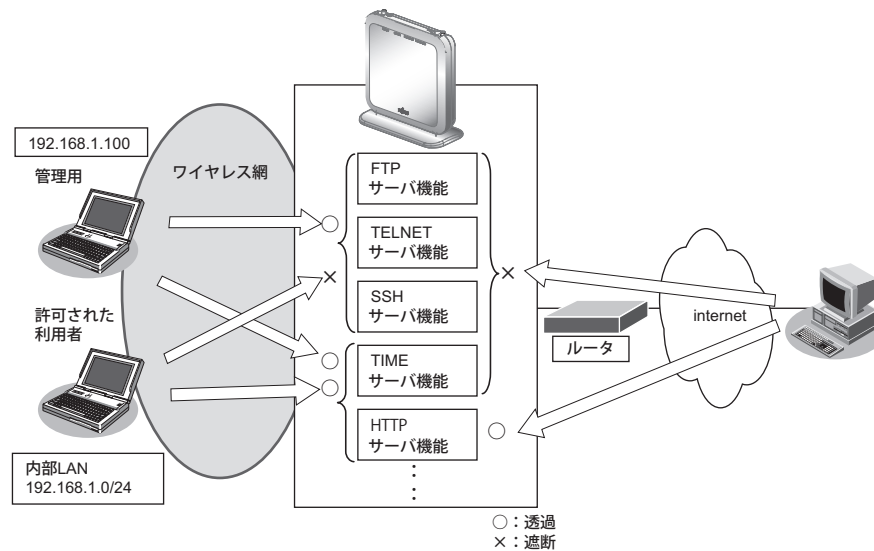 192.168.1.100
管理用
ワイヤレス網
FTP
サーバ機能
TELNET
サーバ機能
SSH
サーバ機能
TIME
サーバ機能
HTTP
サーバ機能
許可された
利用者
内部LAN
192.168.1.0/24
ルータ
internet
○：透過
×：遮断